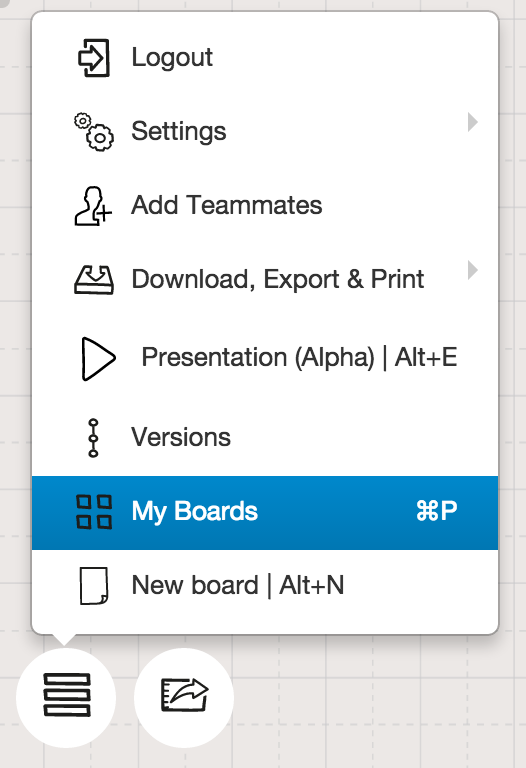 Logout
Settings
Add Teammates
Download, Export & Print
Presentation (Alpha) | Alt+E
Versions
My Boards ⌘P
New board | Alt+N